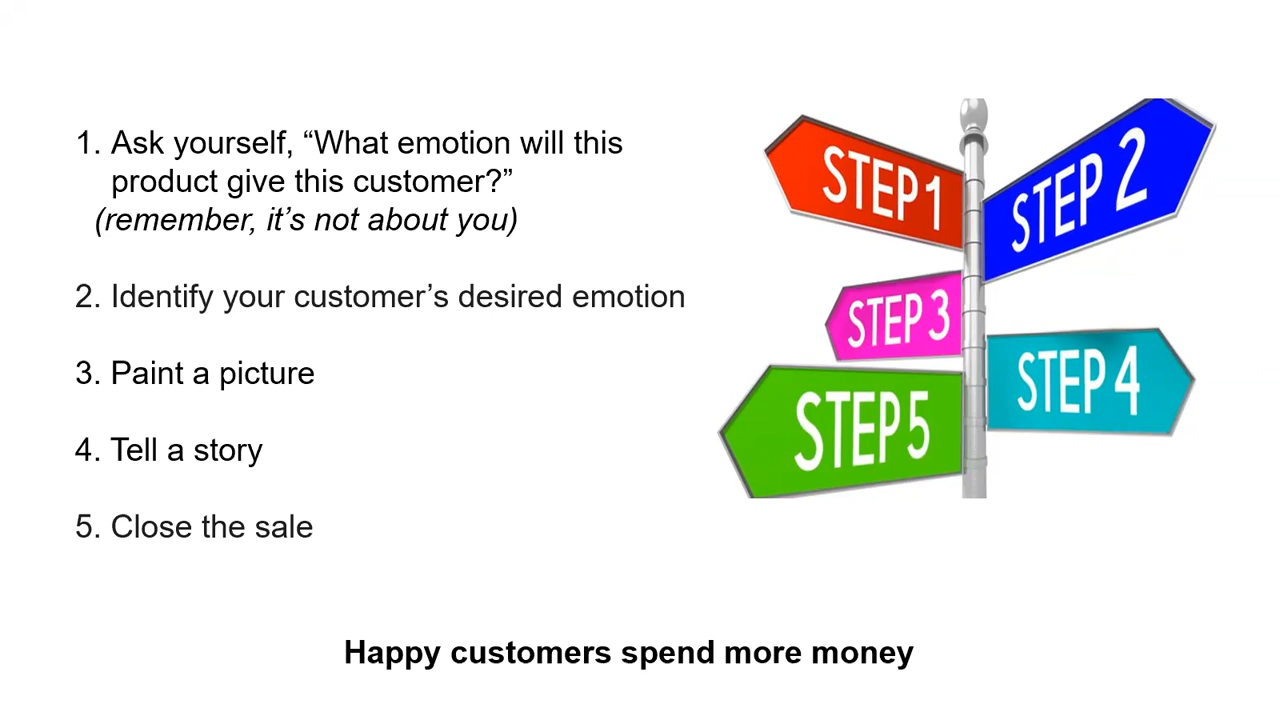 1. Ask yourself, “What emotion will this
product give this customer?”
(remember, it’s not about you)
2. Identify your customer’s desired emotion
3. Paint a picture
4. Tell a story
5. Close the sale
STEP 1
STEP 2
STEP 3
STEP 4
STEP 5
Happy customers spend more money